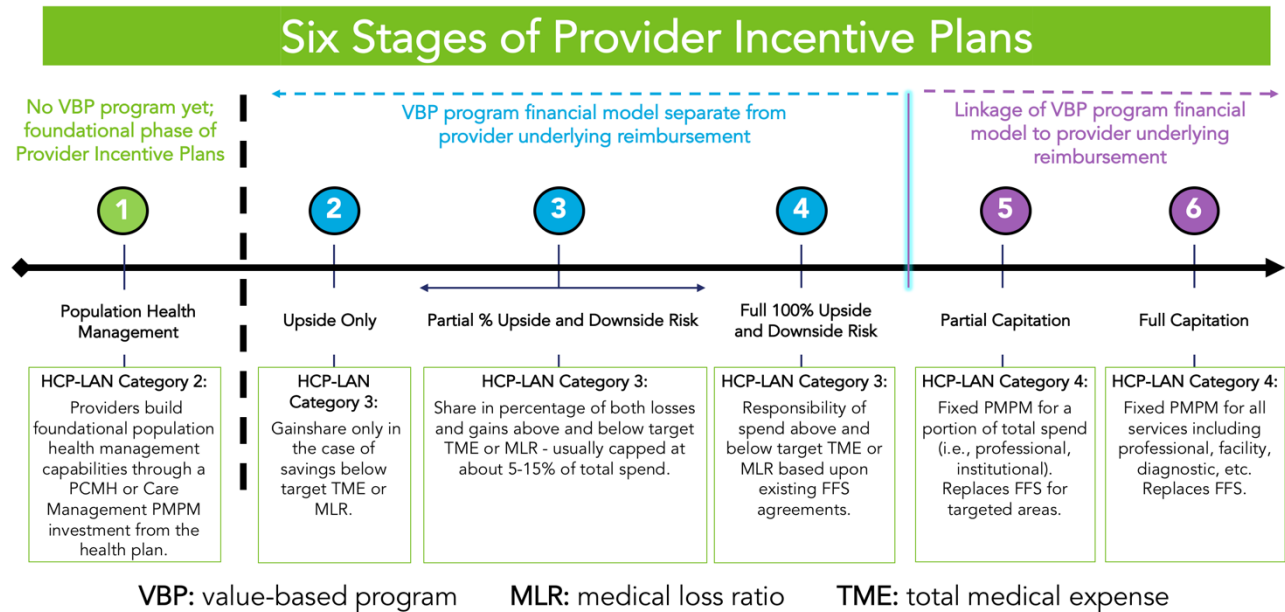 Six Stages of Provider Incentive Plans
No VBP program yet;
foundational phase of
Provider Incentive Plans
VBP program financial model separate from
provider underlying reimbursement
Linkage of VBP program financial
model to provider underlying
reimbursement
1
2
3
4
5
6
Population Health
Management
Upside Only
Partial % Upside and Downside Risk
Full 100% Upside
and Downside Risk
Partial Capitation
Full Capitation
HCP-LAN Category 2:
Providers build
foundational population
health management
capabilities through a
PCMH or Care
Management PMPM
investment from the
health plan.
HCP-LAN
Category 3:
Gainshare only in
the case of
savings below
target TME or
MLR.
HCP-LAN Category 3:
Share in percentage of both losses
and gains above and below target
TME or MLR - usually capped at
about 5-15% of total spend.
HCP-LAN Category 3:
Responsibility of
spend above and
below target TME or
MLR based upon
existing FFS
agreements.
HCP-LAN Category 4:
Fixed PMPM for a
portion of total spend
(i.e., professional,
institutional).
Replaces FFS for
targeted areas.
HCP-LAN Category 4:
Fixed PMPM for all
services including
professional, facility,
diagnostic, etc.
Replaces FFS.
VBP: value-based program MLR: medical loss ratio TME: total medical expense